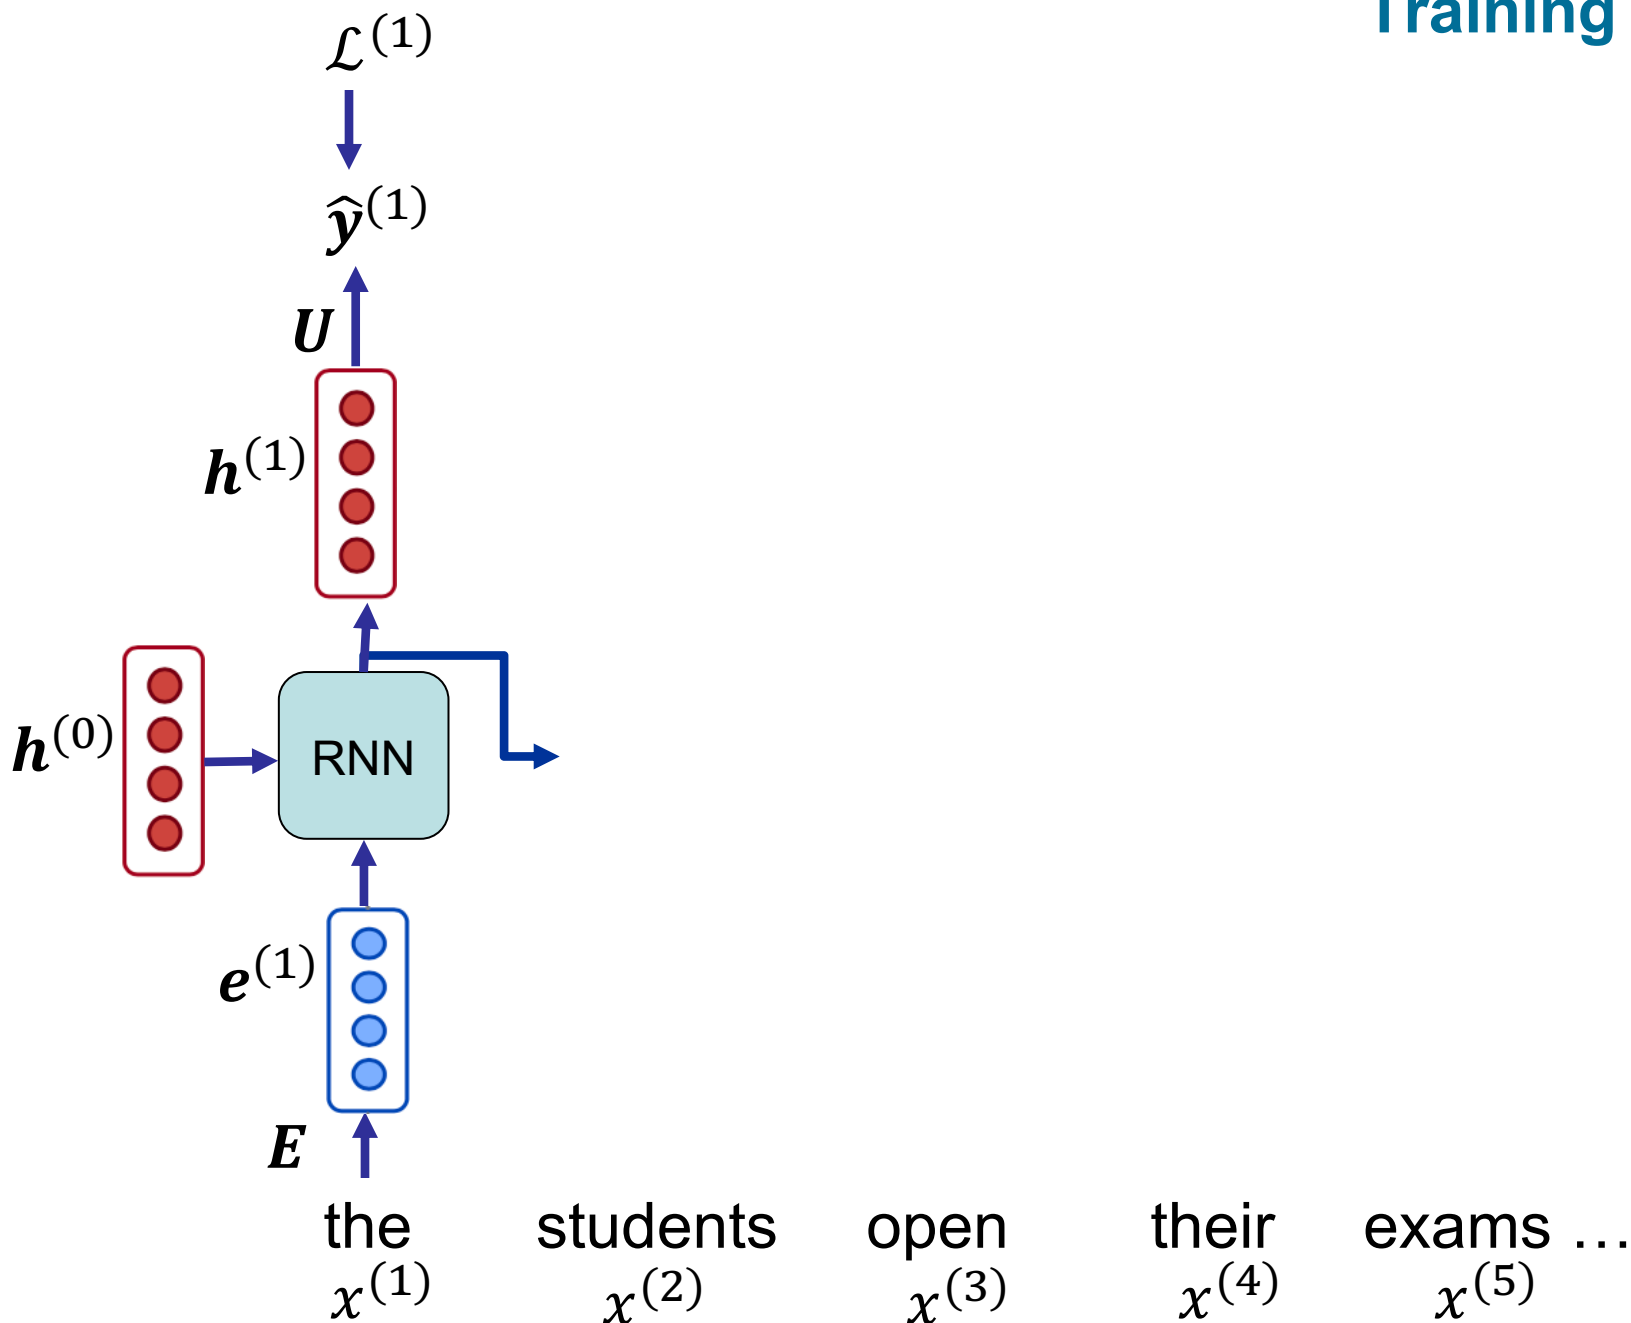 Training
ℒ⁽¹⁾
ŷ⁽¹⁾
U
h⁽¹⁾
h⁽⁰⁾
RNN
e⁽¹⁾
E
the students open their exams …
x⁽¹⁾ x⁽²⁾ x⁽³⁾ x⁽⁴⁾ x⁽⁵⁾